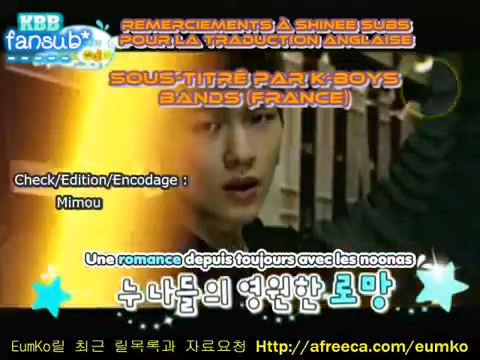 KBB
fansub*
REMERCIEMENTS À SHINEE SUBS
POUR LA TRADUCTION ANGLAISE
SOUS-TITRÉ PAR K-BOYS
BANDS (FRANCE)
Check/Edition/Encodage :
Mimou
Une romance depuis toujours avec les noonas
누나들의 영원한 로망
EumKo릴 최근 릴목록과 자료요청 Http://afreeca.com/eumko